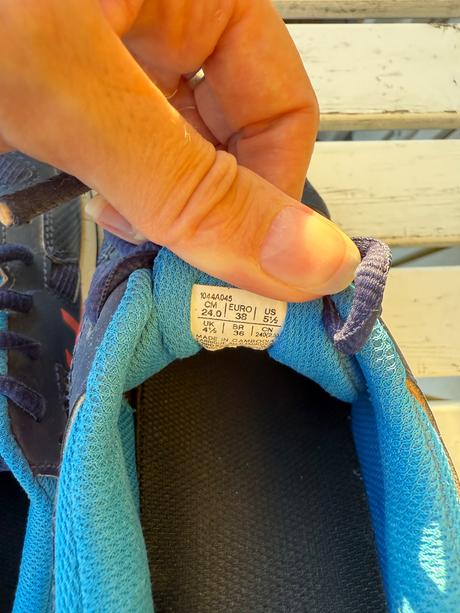 1044A045
CM EURO US
24.0 38 5½
UK BR CN
4½ 36
MADE IN CAMBODIA